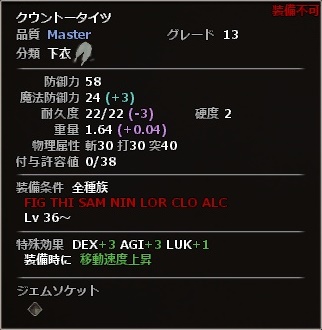 クウントータイツ
装備不可
品質 Master グレード 13
分類 下衣
防御力 58
魔法防御力 24 (+3)
耐久度 22/22 (-3) 硬度 2
重量 1.64 (+0.04)
物理属性 斬30 打30 突40
付与許容値 0/38
装備条件 全種族
FIG THI SAM NIN LOR CLO ALC
Lv 36～
特殊効果 DEX+3 AGI+3 LUK+1
装備時に 移動速度上昇
ジェムソケット